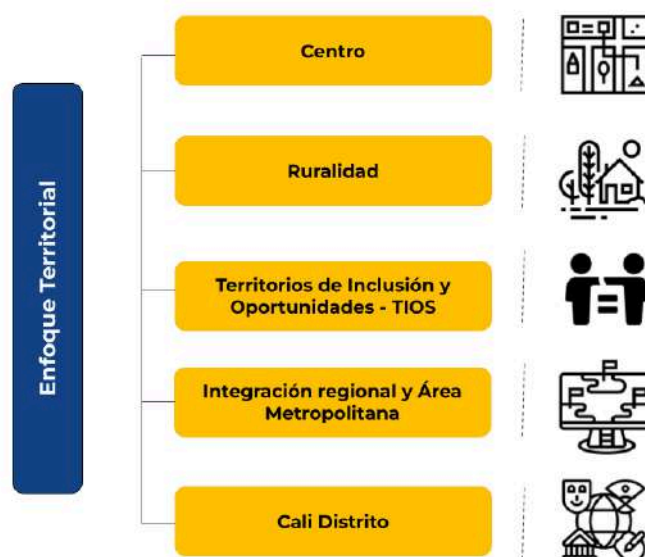 Enfoque Territorial
Centro
Ruralidad
Territorios de Inclusión y
Oportunidades - TIOS
Integración regional y Área
Metropolitana
Cali Distrito